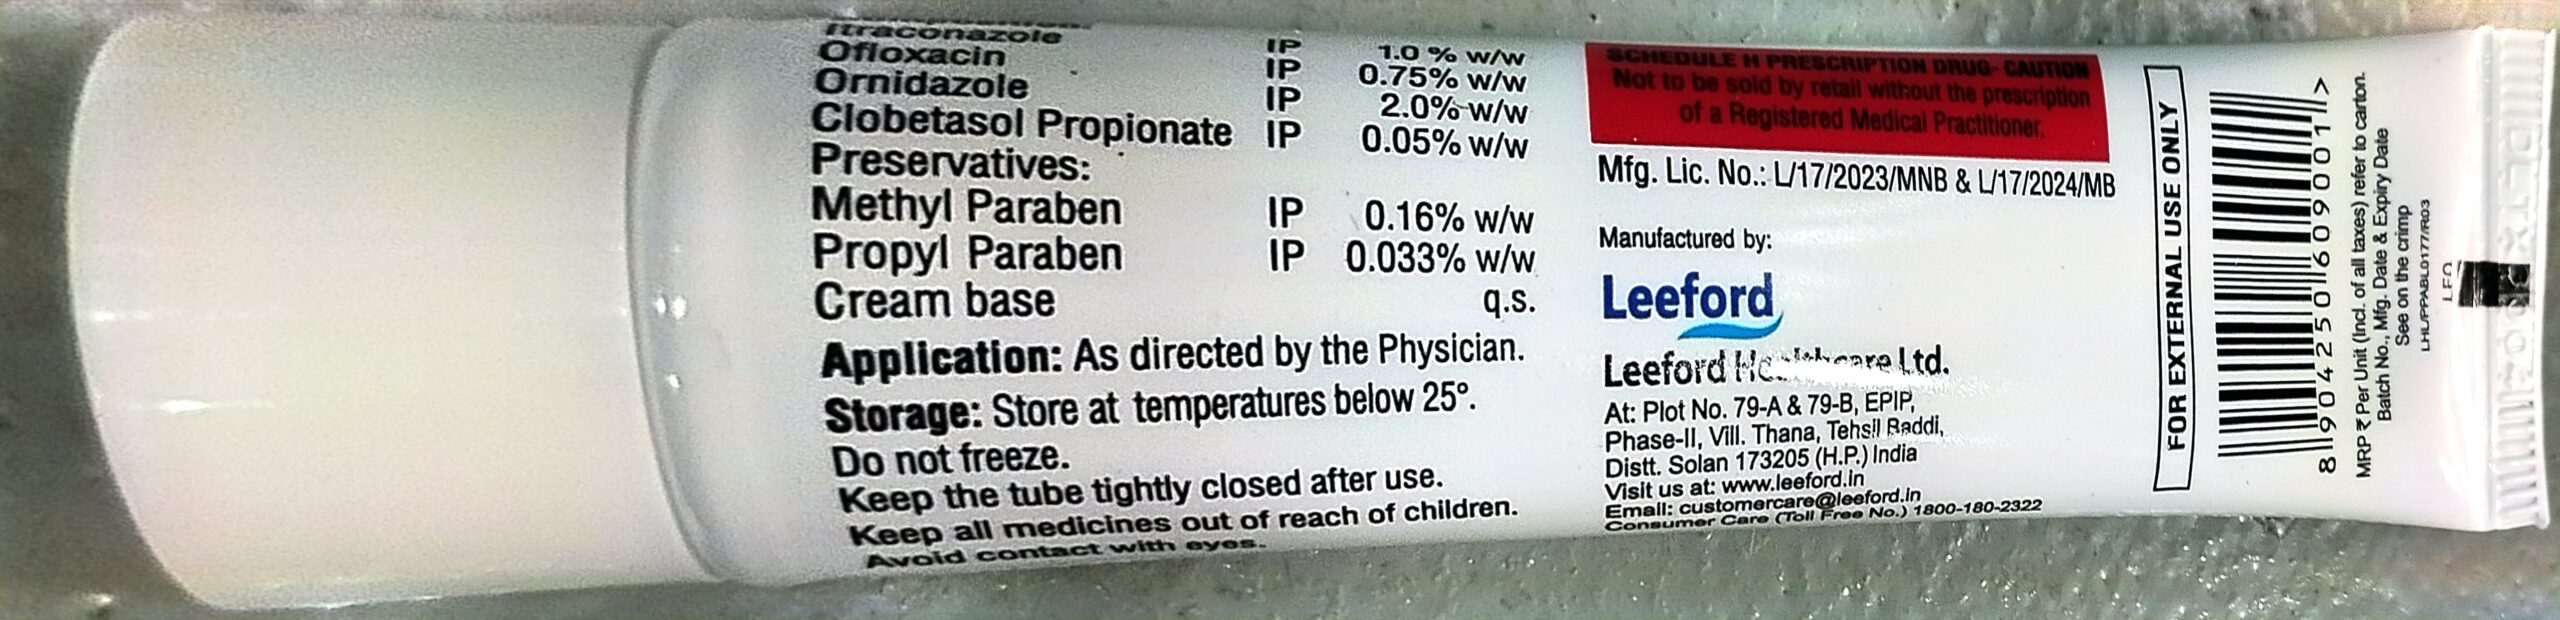 Itraconazole IP 1.0 % w/w
Ofloxacin IP 0.75% w/w
Ornidazole IP 2.0% w/w
Clobetasol Propionate IP 0.05% w/w
Preservatives:
Methyl Paraben IP 0.16% w/w
Propyl Paraben IP 0.033% w/w
Cream base q.s.
Application: As directed by the Physician.
Storage: Store at temperatures below 25°.
Do not freeze.
Keep the tube tightly closed after use.
Keep all medicines out of reach of children.
Avoid contact with eyes.
SCHEDULE H PRESCRIPTION DRUG- CAUTION
Not to be sold by retail without the prescription
of a Registered Medical Practitioner.
Mfg. Lic. No.: L/17/2023/MNB & L/17/2024/MB
Manufactured by:
Leeford
Leeford Healthcare Ltd.
At: Plot No. 79-A & 79-B, EPIP,
Phase-II, Vill. Thana, Tehsil Baddi,
Distt. Solan 173205 (H.P.) India
Visit us at: www.leeford.in
Email: customercare@leeford.in
Consumer Care (Toll Free No.) 1800-180-2322
FOR EXTERNAL USE ONLY
8 904250 609001 >
MRP ₹ Per Unit (Incl. of all taxes) refer to carton.
Batch No., Mfg. Date & Expiry Date
See on the crimp
LHL/PABL0177/R03